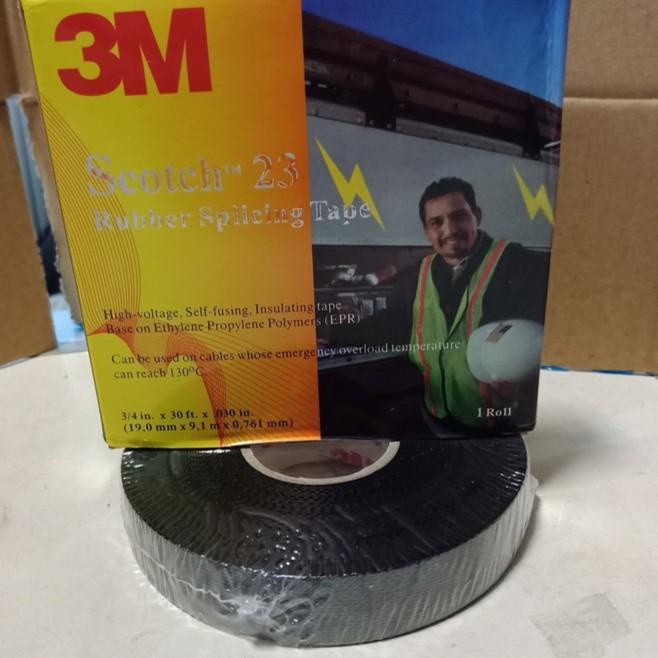 3M
Scotch™ 23
Rubber Splicing Tape
High-voltage, Self-fusing, Insulating tape
Base on Ethylene Propylene Polymers (EPR)
Can be used on cables whose emergency overload temperature
can reach 130ºC.
3/4 in. x 30 ft. x .030 in.
(19,0 mm x 9,1 m x 0,761 mm)
1 Roll
3M